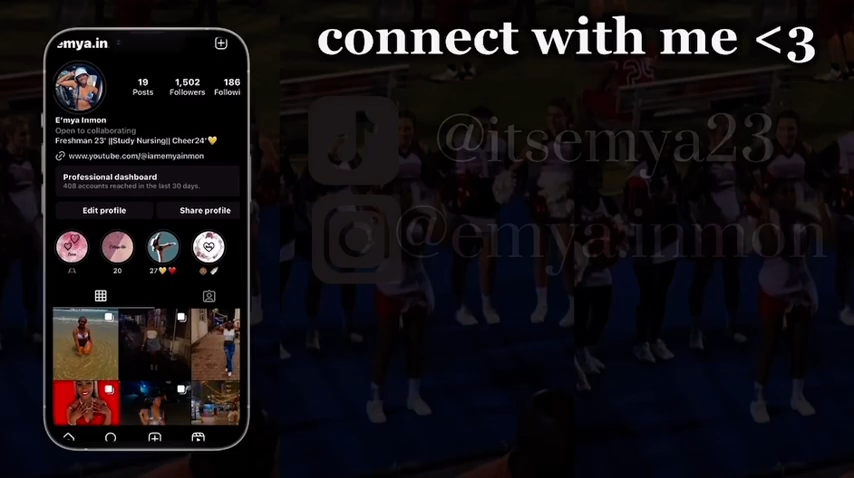 connect with me <3
@itsemya23
@emya.inmon
emya.in
19 1,502 186
Posts Followers Followi
E'mya Inmon
Open to collaborating
Freshman 23' ||Study Nursing|| Cheer24'💛
www.youtube.com/@iamemyainmon
Professional dashboard
408 accounts reached in the last 30 days.
Edit profile Share profile
20 27💛❤️